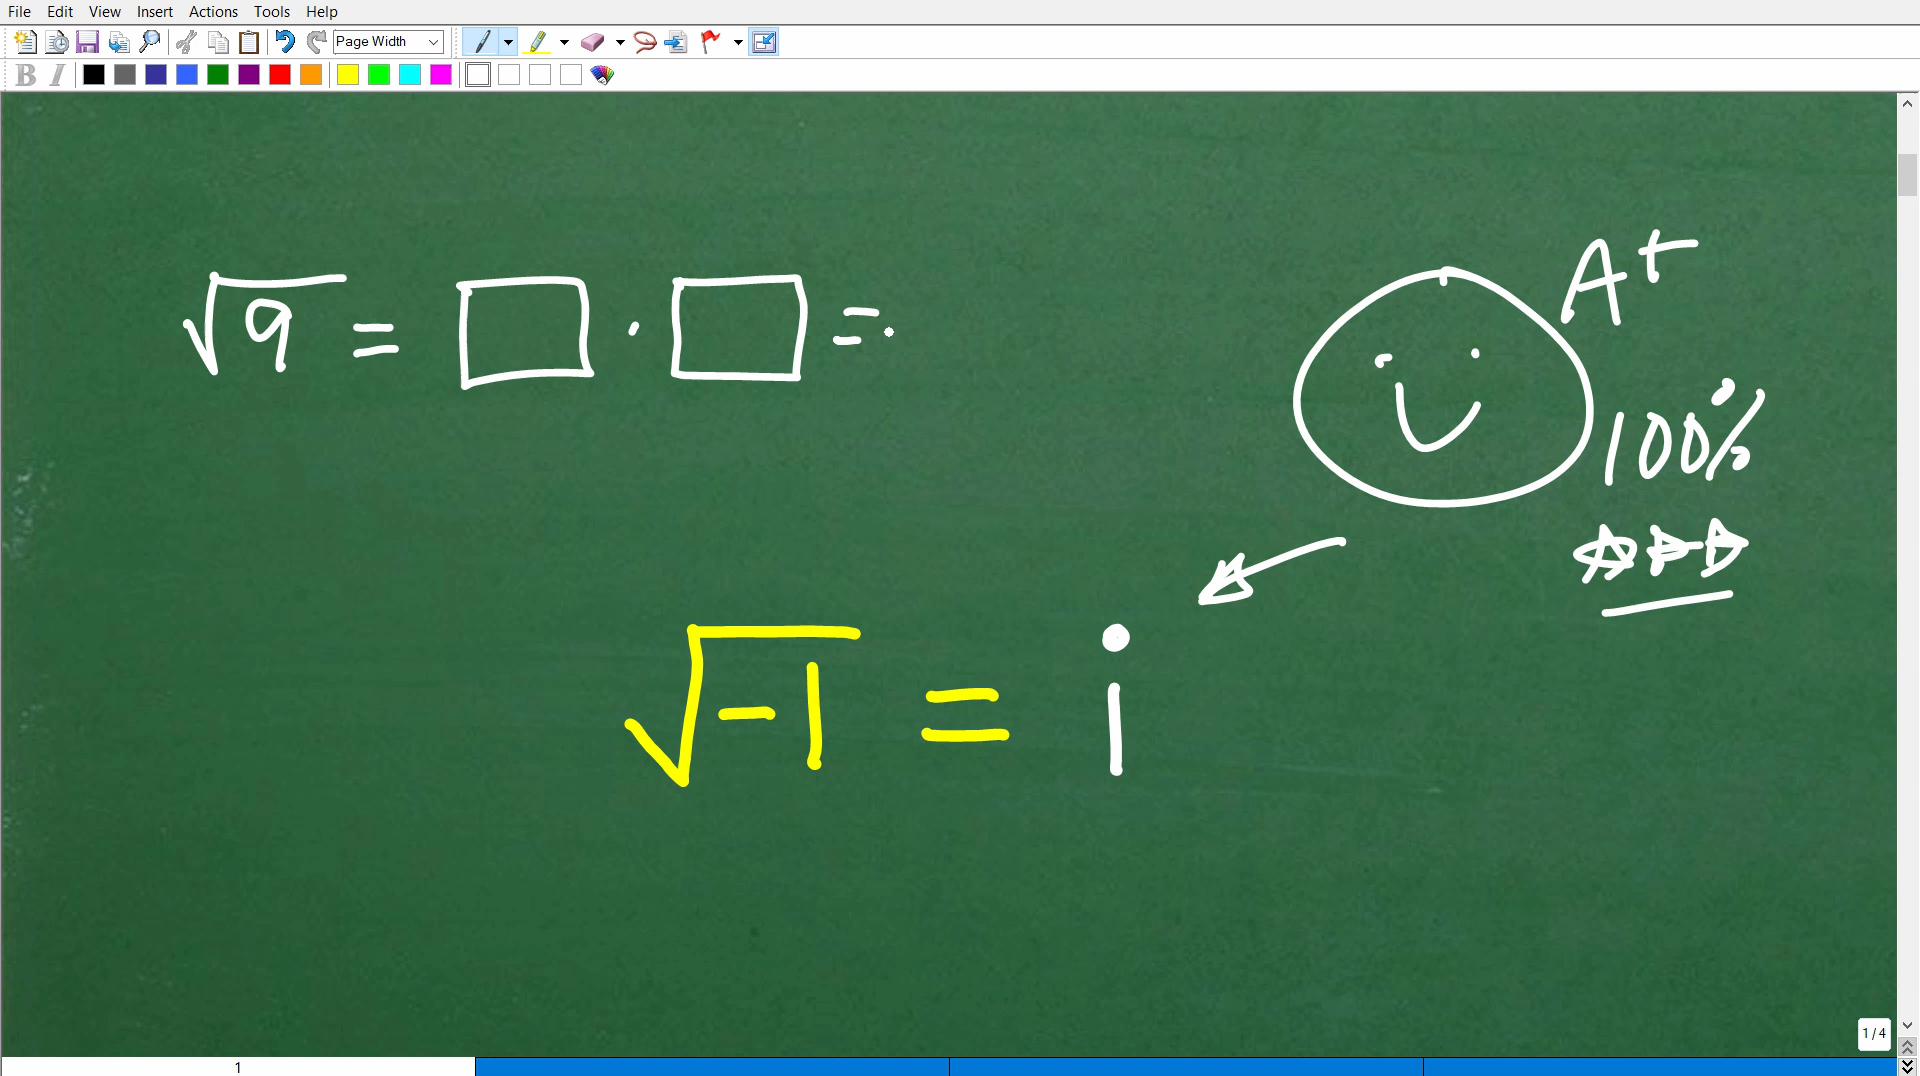 File Edit View Insert Actions Tools Help
Page Width
B I
√9 = □ · □ =
A+
100%
√-1 = i
1 / 4
1